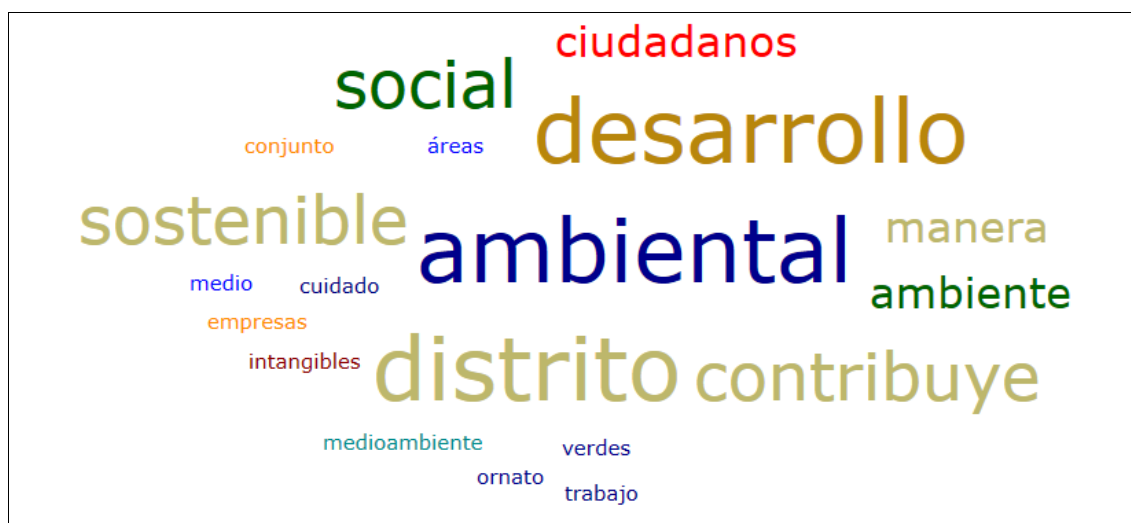 ciudadanos
social
desarrollo
conjunto áreas
sostenible
ambiental
manera
medio cuidado
ambiente
empresas
intangibles
distrito contribuye
medioambiente
verdes
ornato
trabajo